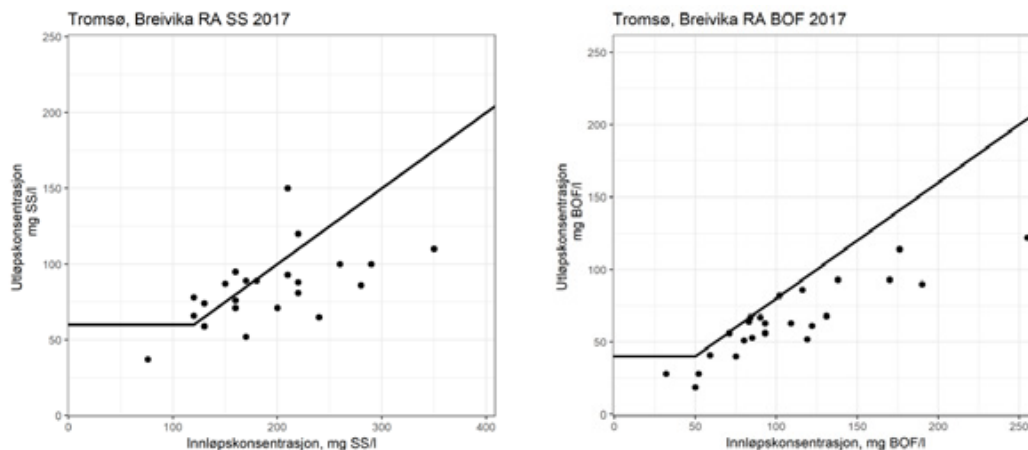 Tromsø, Breivika RA SS 2017
250
200
150
100
50
0
Utløpskonsentrasjon
mg SS/l
0 100 200 300 400
Innløpskonsentrasjon, mg SS/l
Tromsø, Breivika RA BOF 2017
250
200
150
100
50
0
Utløpskonsentrasjon
mg BOF/l
0 50 100 150 200 250
Innløpskonsentrasjon, mg BOF/l